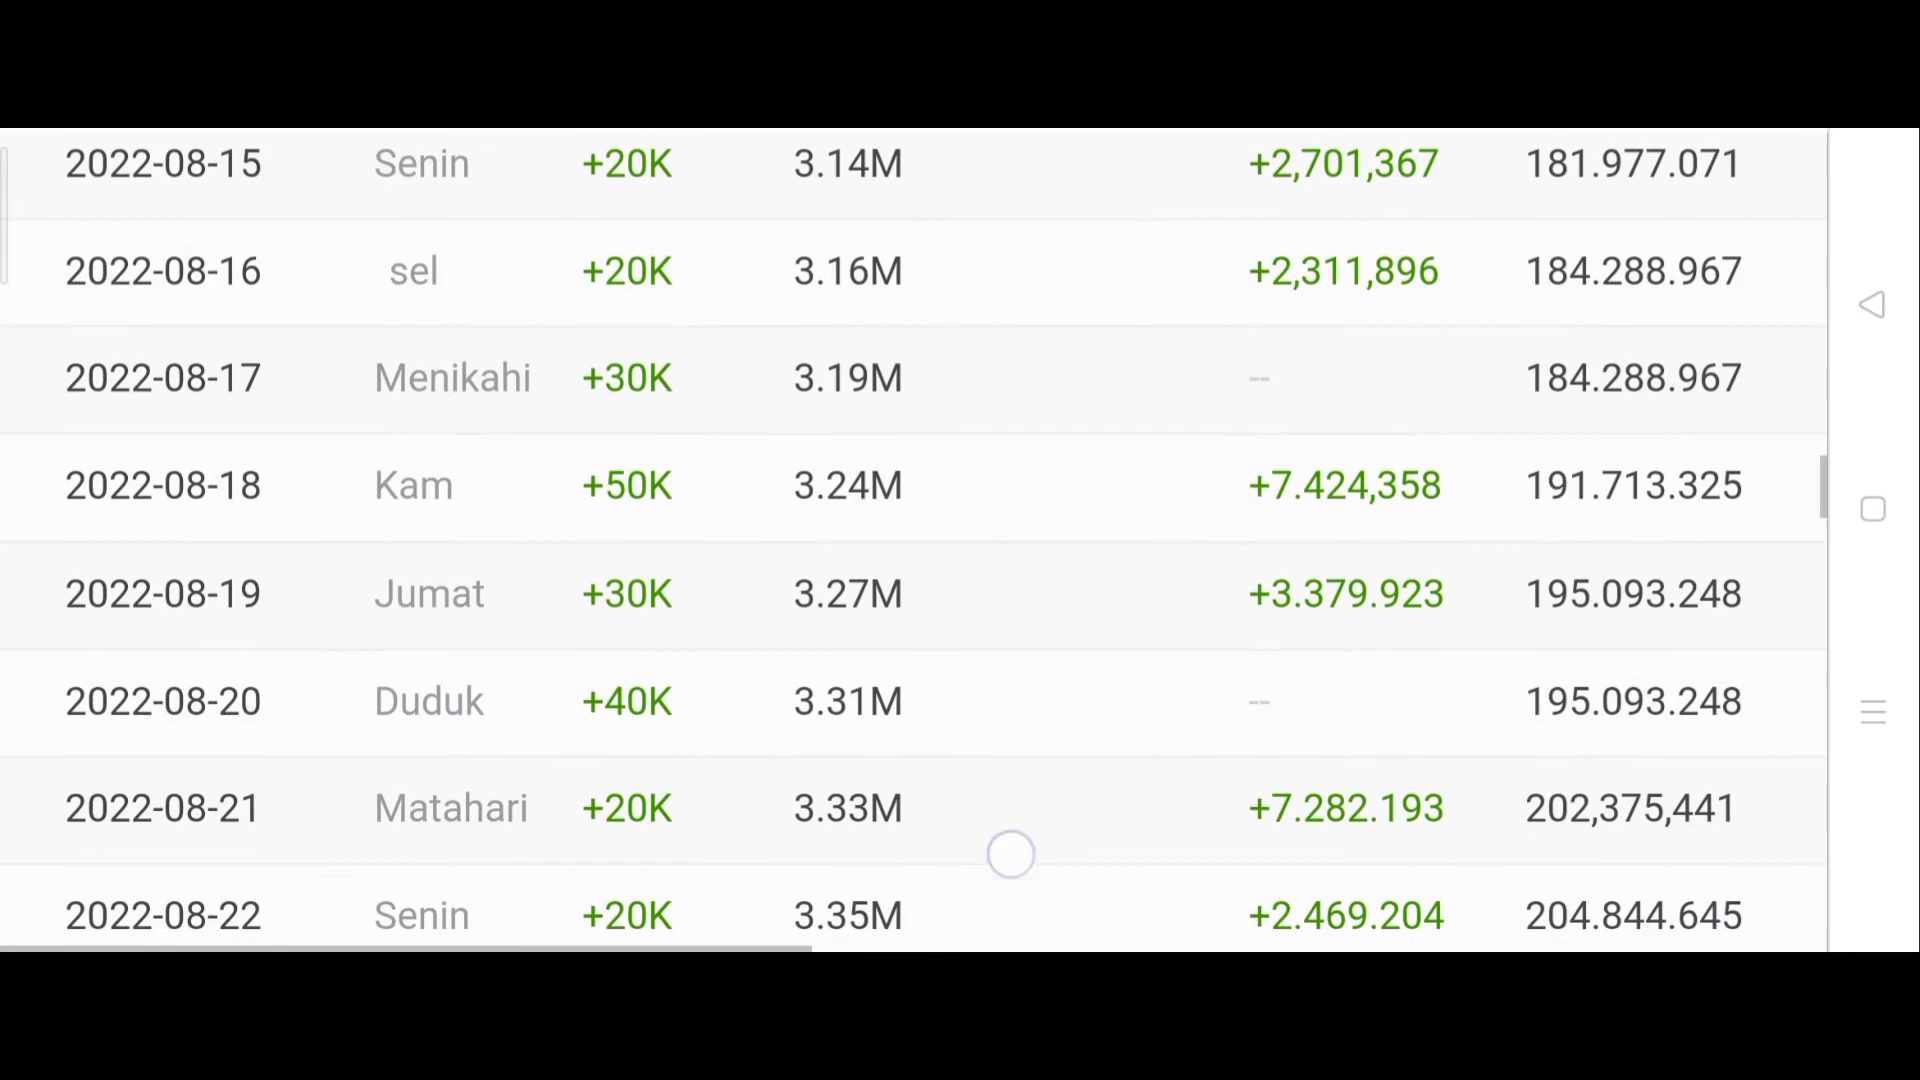 2022-08-15 Senin +20K 3.14M +2,701,367 181.977.071
2022-08-16 sel +20K 3.16M +2,311,896 184.288.967
2022-08-17 Menikahi +30K 3.19M -- 184.288.967
2022-08-18 Kam +50K 3.24M +7.424,358 191.713.325
2022-08-19 Jumat +30K 3.27M +3.379.923 195.093.248
2022-08-20 Duduk +40K 3.31M -- 195.093.248
2022-08-21 Matahari +20K 3.33M +7.282.193 202,375,441
2022-08-22 Senin +20K 3.35M +2.469.204 204.844.645